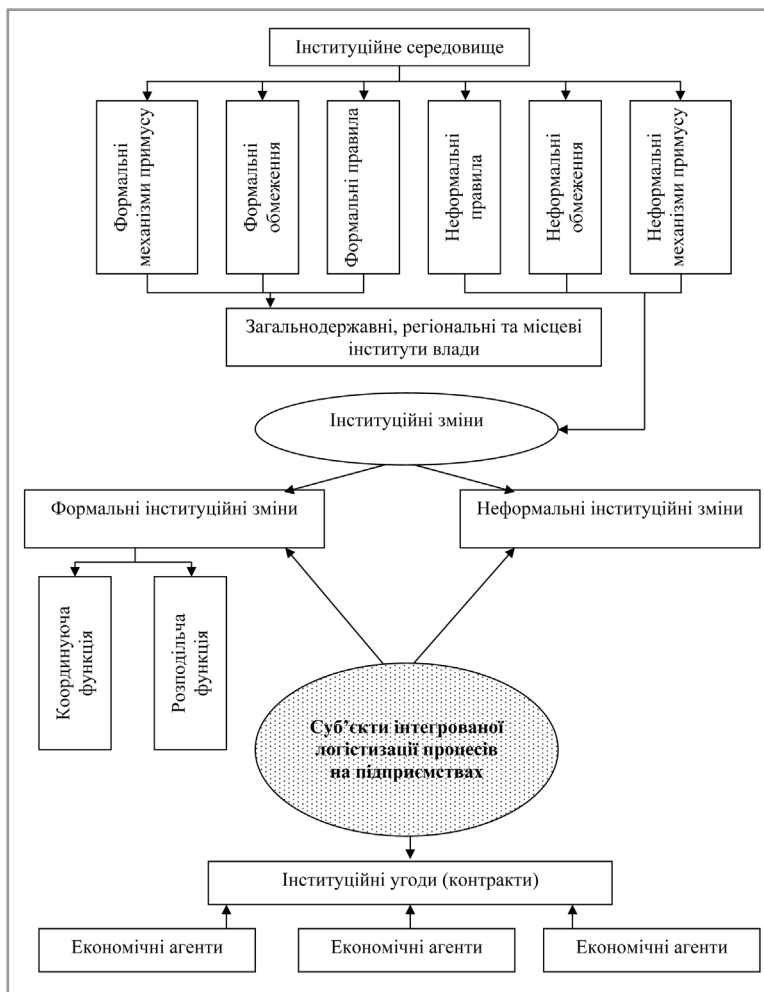 Інституційне середовище
Формальні
механізми примусу
Формальні
обмеження
Формальні правила
Неформальні
правила
Неформальні
обмеження
Неформальні
механізми примусу
Загальнодержавні, регіональні та місцеві
інститути влади
Інституційні зміни
Формальні інституційні зміни
Неформальні інституційні зміни
Координуюча
функція
Розподільча
функція
Суб’єкти інтегрованої
логістизації процесів
на підприємствах
Інституційні угоди (контракти)
Економічні агенти
Економічні агенти
Економічні агенти